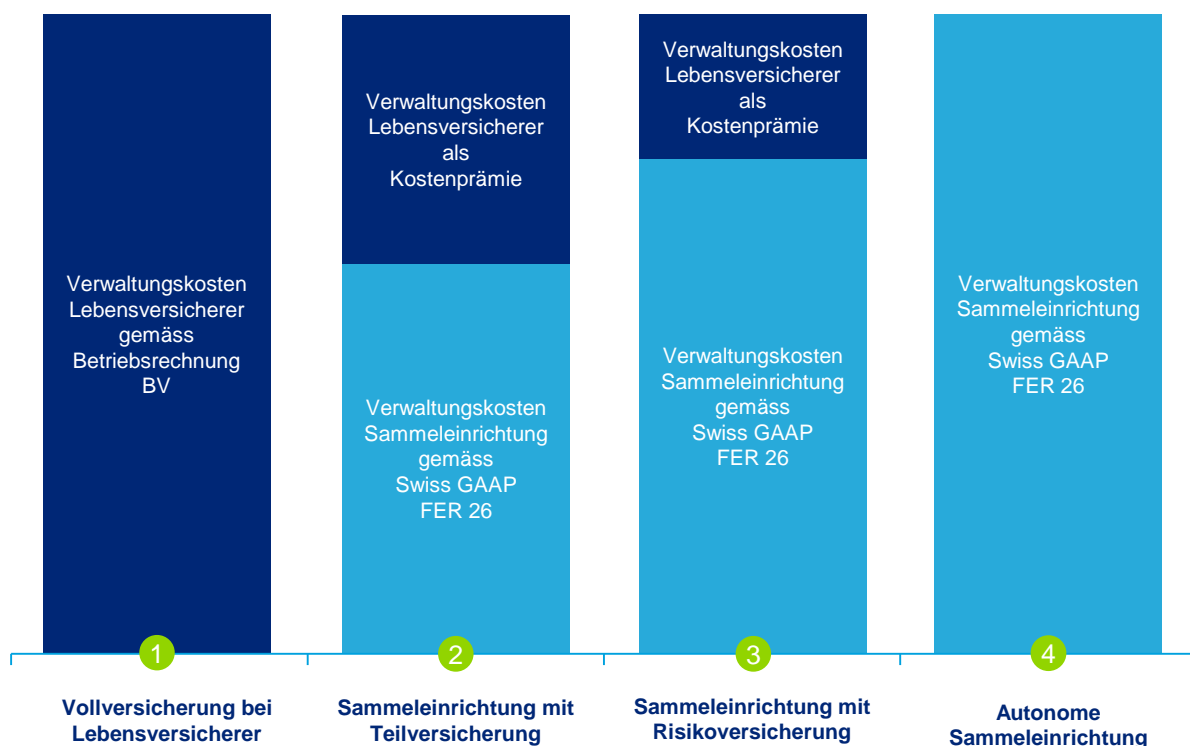 Verwaltungskosten
Lebensversicherer
gemäss
Betriebsrechnung
BV
Verwaltungskosten
Lebensversicherer
als
Kostenprämie
Verwaltungskosten
Sammeleinrichtung
gemäss
Swiss GAAP
FER 26
Verwaltungskosten
Lebensversicherer
als
Kostenprämie
Verwaltungskosten
Sammeleinrichtung
gemäss
Swiss GAAP
FER 26
Verwaltungskosten
Sammeleinrichtung
gemäss
Swiss GAAP
FER 26
1
2
3
4
Vollversicherung bei
Lebensversicherer
Sammeleinrichtung mit
Teilversicherung
Sammeleinrichtung mit
Risikoversicherung
Autonome
Sammeleinrichtung